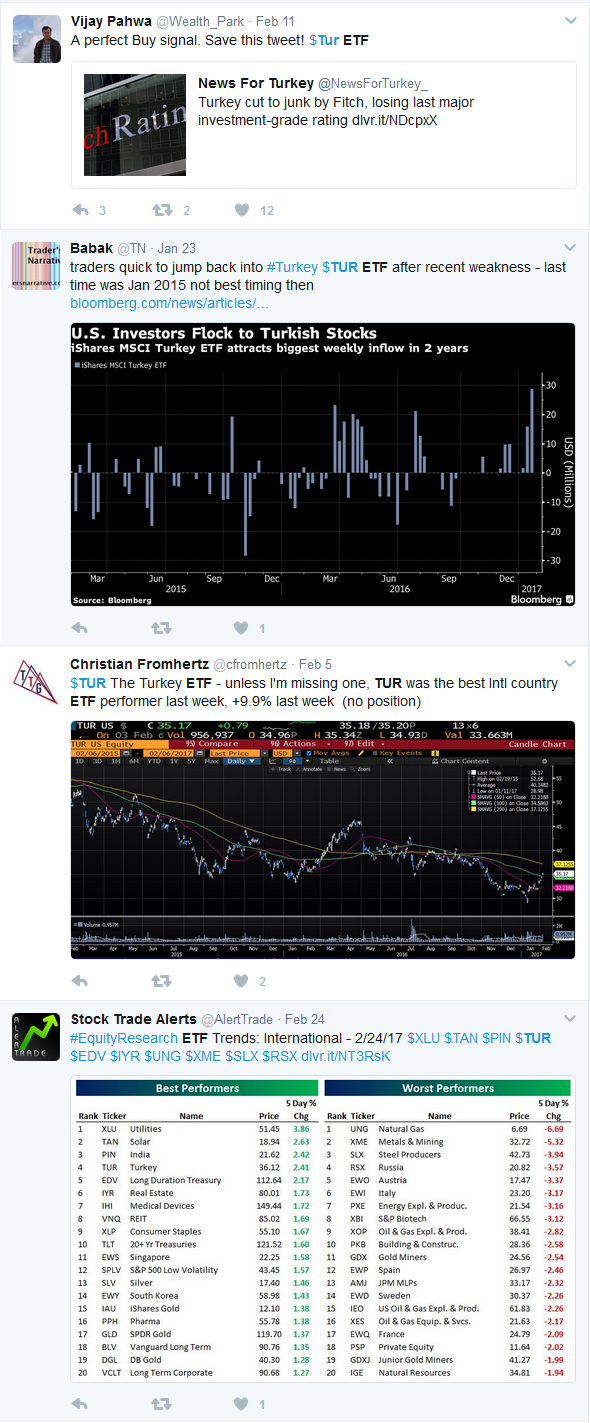 Vijay Pahwa @Wealth_Park · Feb 11
A perfect Buy signal. Save this tweet! $Tur ETF
chRatin
News For Turkey @NewsForTurkey_
Turkey cut to junk by Fitch, losing last major
investment-grade rating dlvr.it/NDcpxX
3 2 12
Trader's
Narrativ
ersnarrative.co
Babak @TN · Jan 23
traders quick to jump back into #Turkey $TUR ETF after recent weakness - last
time was Jan 2015 not best timing then
bloomberg.com/news/articles/…
U.S. Investors Flock to Turkish Stocks
iShares MSCI Turkey ETF attracts biggest weekly inflow in 2 years
iShares MSCI Turkey ETF
30
20
10
0
-10
-20
-30
USD (Millions)
Mar Jun Sep Dec Mar Jun Sep Dec
2015 2016 2017
Source: Bloomberg Bloomberg
1
TTG
Christian Fromhertz @cfromhertz · Feb 5
$TUR The Turkey ETF - unless I'm missing one, TUR was the best Intl country
ETF performer last week, +9.9% last week (no position)
TUR US $ C 35.17 +0.79 35.18/35.20P 13×6
On 03 Feb d Vol 956,937 O 34.96P H 35.34Z L 34.93D Val 33.663M
TUR US Equity 95) Compare 96) Actions 97) Edit Candle Chart
02/06/2015 - 02/06/2017 Last Price USD Mov Avgs Key Events
1D 3D 1M 6M YTD 1Y 5Y Max Daily Table Chart Content
Track Annotate News Zoom
Last Price 35.17
High on 02/19/15 52.68
Average 40.1482
Low on 01/11/17 28.98
SMAVG (50) on Close 32.2188
SMAVG (100) on Close 34.5863
SMAVG (200) on Close 37.1255
55
50
45
40
37.1255
35.17
32.2188
30
Volume 0.957M
2M
0.957M
Feb Mar Apr May Jun Jul Aug Sep Oct Nov Dec Jan Feb Mar Apr May Jun Jul Aug Sep Oct Nov Dec Jan Feb
2015 2016 2017
2
ALERT
TRADE
Stock Trade Alerts @AlertTrade · Feb 24
#EquityResearch ETF Trends: International - 2/24/17 $XLU $TAN $PIN $TUR
$EDV $IYR $UNG $XME $SLX $RSX dlvr.it/NT3RsK
Best Performers Worst Performers
5 Day % 5 Day %
Rank Ticker Name Price Chg Rank Ticker Name Price Chg
1 XLU Utilities 51.45 3.86 1 UNG Natural Gas 6.69 -6.69
2 TAN Solar 18.94 2.63 2 XME Metals & Mining 32.72 -5.32
3 PIN India 21.62 2.42 3 SLX Steel Producers 42.73 -3.94
4 TUR Turkey 36.12 2.41 4 RSX Russia 20.82 -3.57
5 EDV Long Duration Treasury 112.64 2.17 5 EWO Austria 17.47 -3.37
6 IYR Real Estate 80.01 1.73 6 EWI Italy 23.20 -3.17
7 IHI Medical Devices 149.44 1.72 7 PXE Energy Expl. & Produc. 21.54 -3.16
8 VNQ REIT 85.02 1.69 8 XBI S&P Biotech 66.55 -3.12
9 XLP Consumer Staples 55.10 1.67 9 XOP Oil & Gas Expl. & Prod. 38.41 -2.82
10 TLT 20+ Yr Treasuries 121.52 1.60 10 PKB Building & Construc. 28.36 -2.58
11 EWS Singapore 22.25 1.58 11 GDX Gold Miners 24.56 -2.54
12 SPLV S&P 500 Low Volatility 43.45 1.57 12 EWP Spain 26.97 -2.46
13 SLV Silver 17.40 1.46 13 AMJ JPM MLPs 33.17 -2.32
14 EWY South Korea 58.98 1.43 14 EWD Sweden 30.37 -2.26
15 IAU iShares Gold 12.10 1.38 15 IEO US Oil & Gas Expl. & Prod. 61.83 -2.26
16 PPH Pharma 55.78 1.38 16 XES Oil & Gas Equip. & Svcs. 21.63 -2.17
17 GLD SPDR Gold 119.70 1.37 17 EWQ France 24.79 -2.09
18 BLV Vanguard Long Term 90.76 1.35 18 PSP Private Equity 11.64 -2.02
19 DGL DB Gold 40.30 1.28 19 GDXJ Junior Gold Miners 41.27 -1.99
20 VCLT Long Term Corporate 90.68 1.27 20 IGE Natural Resources 34.81 -1.94
1